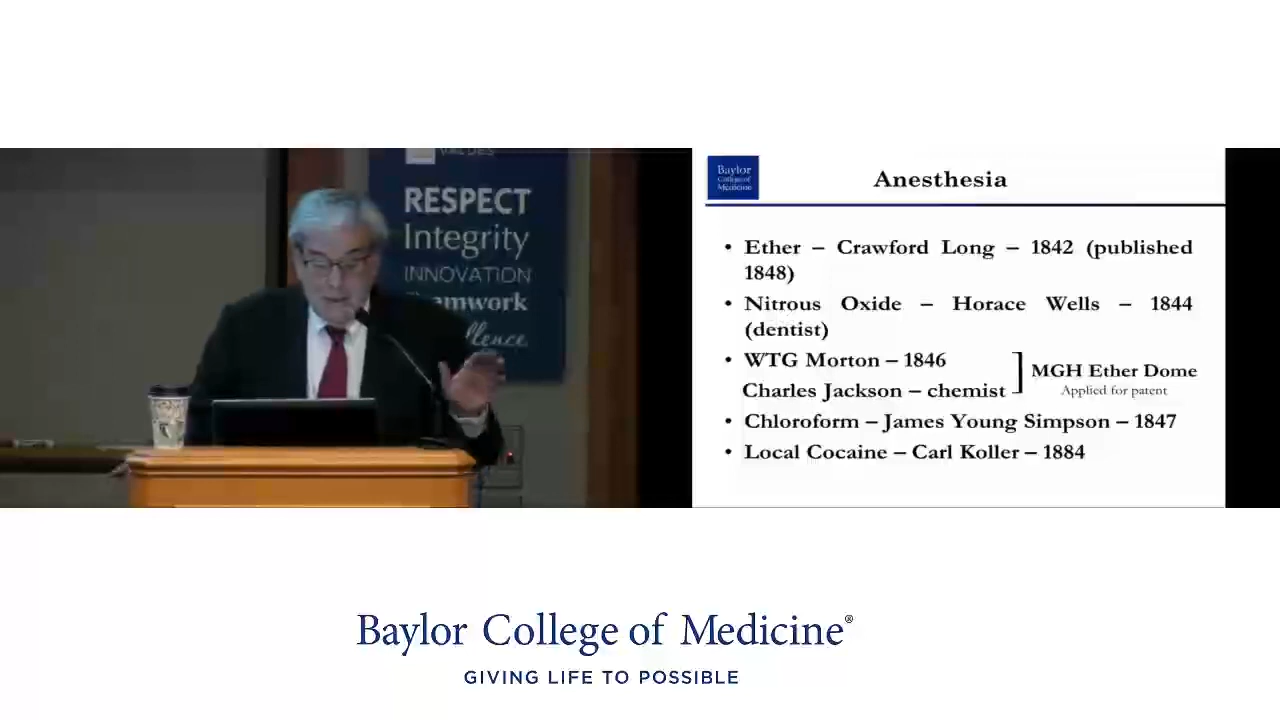 VALUES
RESPECT
Integrity
INNOVATION
Baylor
College of
Medicine
Anesthesia
• Ether – Crawford Long – 1842 (published
1848)
• Nitrous Oxide – Horace Wells – 1844
(dentist)
• WTG Morton – 1846
Charles Jackson – chemist
MGH Ether Dome
Applied for patent
• Chloroform – James Young Simpson – 1847
• Local Cocaine – Carl Koller – 1884
Baylor College of Medicine®
GIVING LIFE TO POSSIBLE